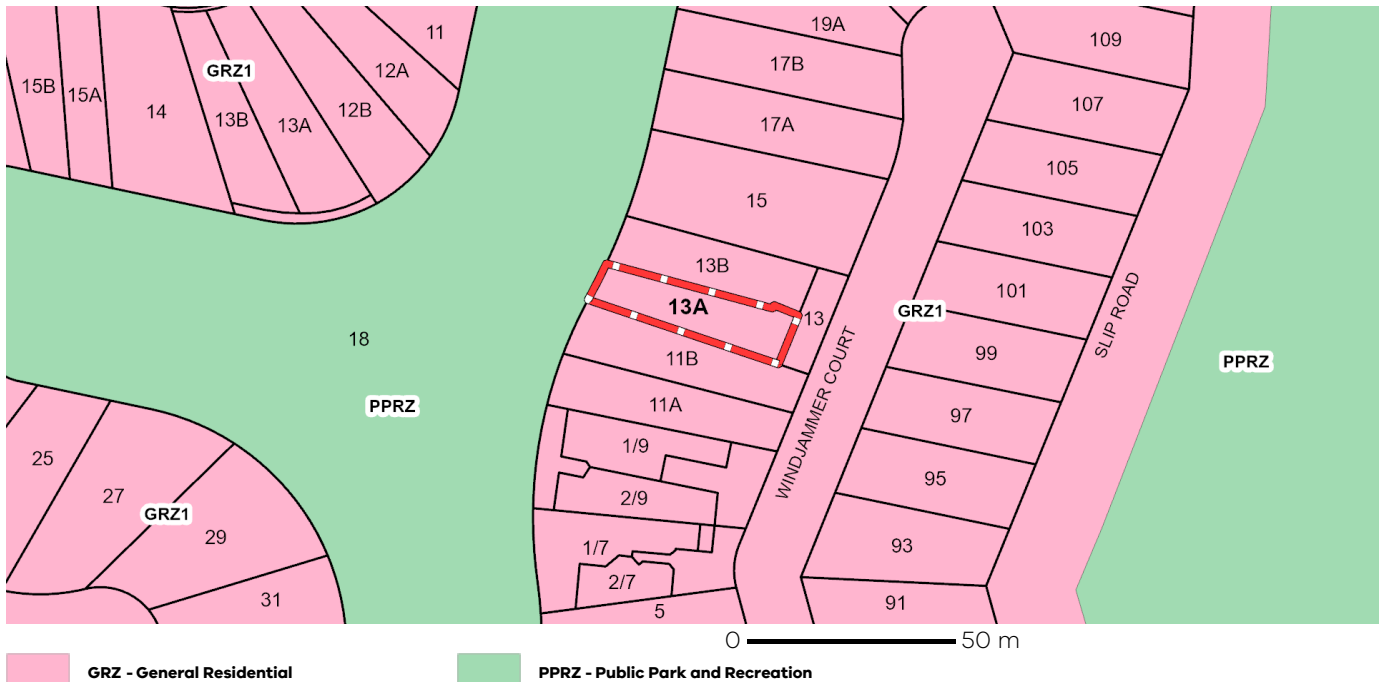 11
19A
109
12A
17B
GRZ1
15B
15A
107
14
13B
13A
12B
17A
105
15
103
13B
101
13A
13
GRZ1
SLIP ROAD
18
99
11B
PPRZ
WINDJAMMER COURT
PPRZ
11A
97
1/9
25
95
27
2/9
GRZ1
29
1/7
93
2/7
31
5
91
0 50 m
GRZ - General Residential
PPRZ - Public Park and Recreation